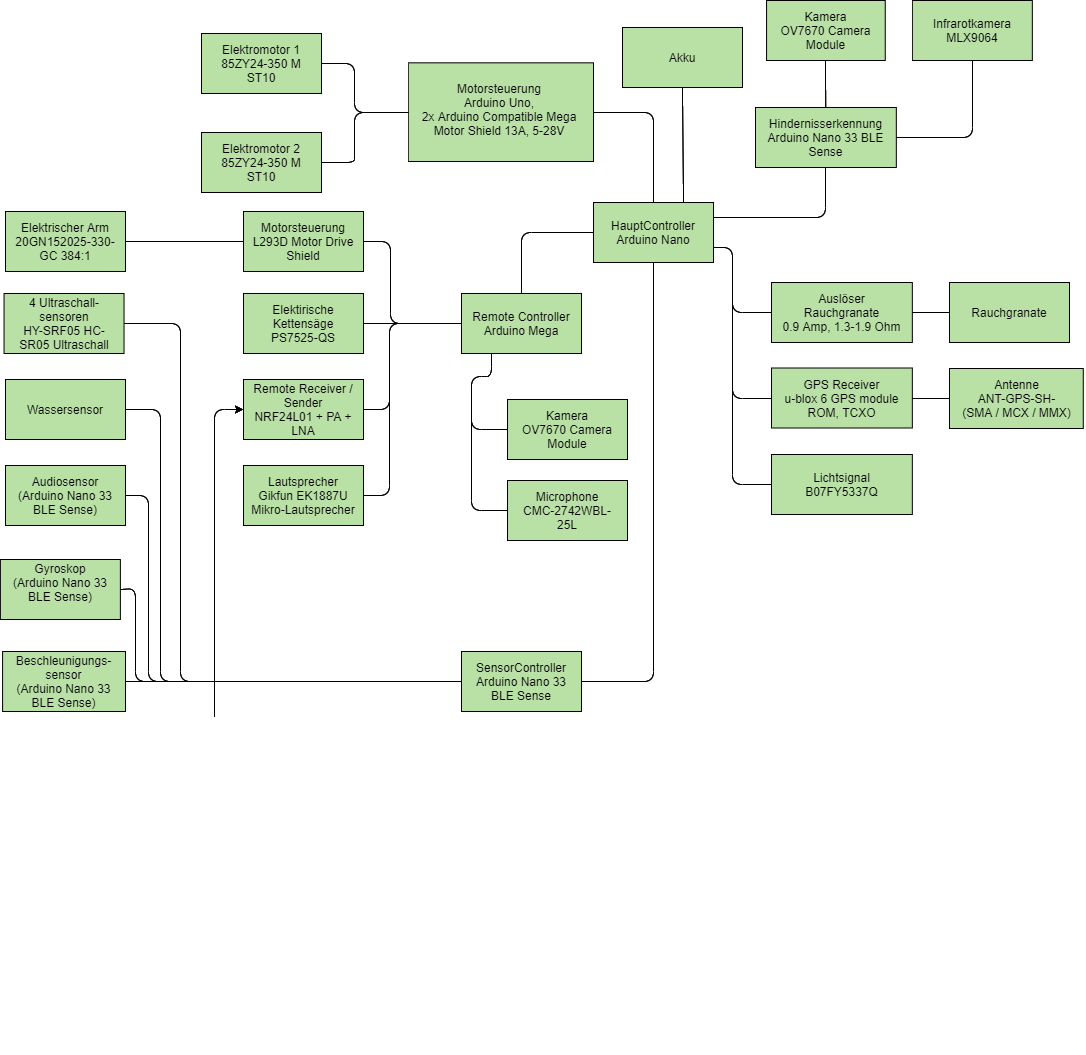 Elektromotor 1
85ZY24-350 M
ST10
Elektromotor 2
85ZY24-350 M
ST10
Motorsteuerung
Arduino Uno,
2x Arduino Compatible Mega
Motor Shield 13A, 5-28V
Akku
Kamera
OV7670 Camera
Module
Infrarotkamera
MLX9064
Hindernisserkennung
Arduino Nano 33 BLE
Sense
HauptController
Arduino Nano
Elektrischer Arm
20GN152025-330-
GC 384:1
Motorsteuerung
L293D Motor Drive
Shield
4 Ultraschall-
sensoren
HY-SRF05 HC-
SR05 Ultraschall
Elektirische
Kettensäge
PS7525-QS
Remote Controller
Arduino Mega
Auslöser
Rauchgranate
0.9 Amp, 1.3-1.9 Ohm
Rauchgranate
Wassersensor
Remote Receiver /
Sender
NRF24L01 + PA +
LNA
Kamera
OV7670 Camera
Module
GPS Receiver
u-blox 6 GPS module
ROM, TCXO
Antenne
ANT-GPS-SH-
(SMA / MCX / MMX)
Audiosensor
(Arduino Nano 33
BLE Sense)
Lautsprecher
Gikfun EK1887U
Mikro-Lautsprecher
Microphone
CMC-2742WBL-
25L
Lichtsignal
B07FY5337Q
Gyroskop
(Arduino Nano 33
BLE Sense)
Beschleunigungs-
sensor
(Arduino Nano 33
BLE Sense)
SensorController
Arduino Nano 33
BLE Sense